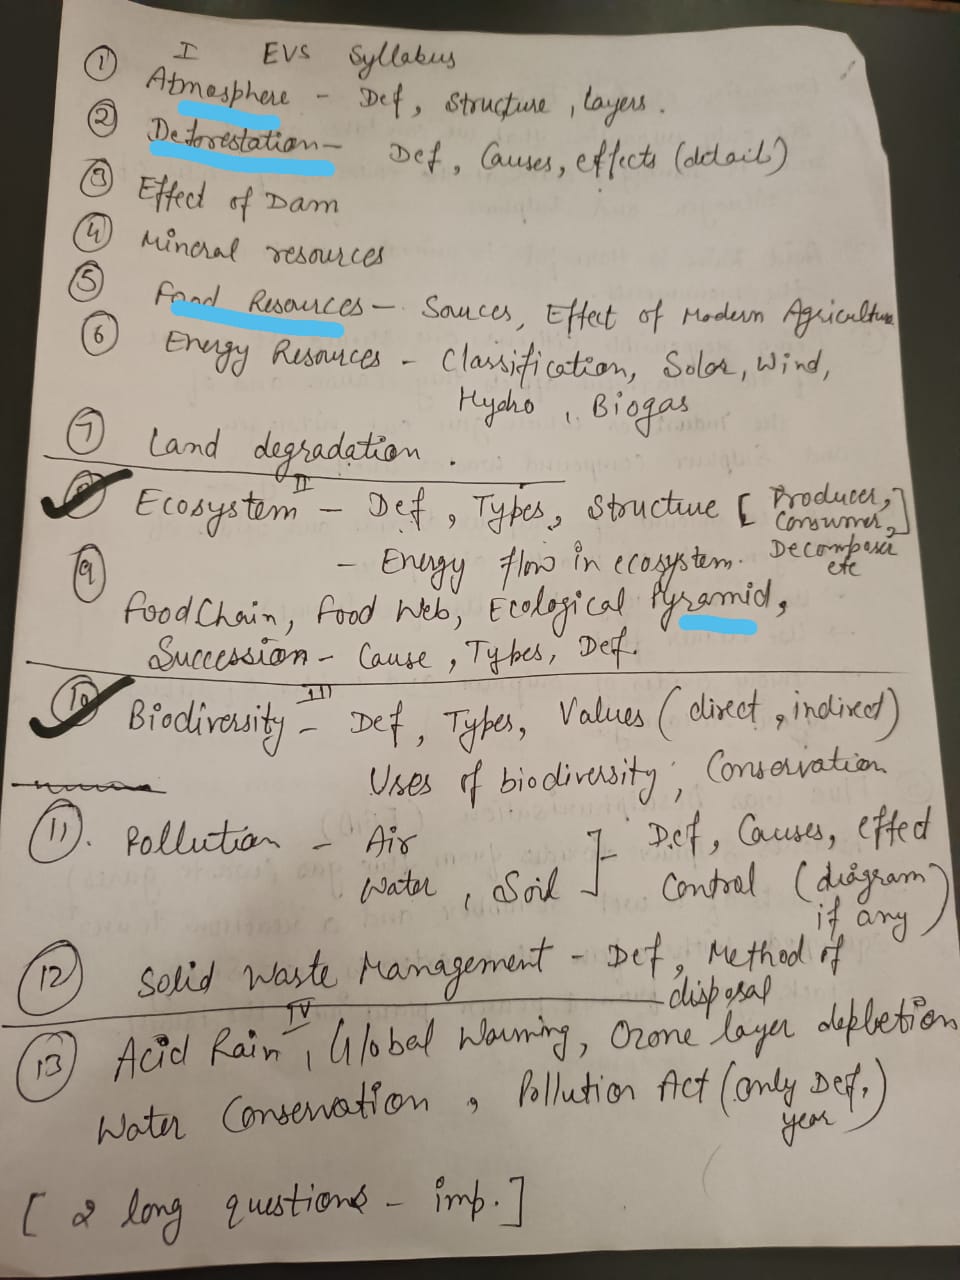 I EVS Syllabus
① Atmosphere - Def, Structure, layers.
② Deforestation - Def, Causes, effects (detail)
③ Effect of Dam
④ Mineral resources
⑤ Food Resources - Sources, Effect of Modern Agriculture
⑥ Energy Resources - Classification, Solar, Wind,
Hydro, Biogas
⑦ Land degradation.
II
⑧ Ecosystem - Def, Types, Structure [Producer,
Consumer,]
Decomposer
etc
⑨ - Energy flow in ecosystem.
Food Chain, Food Web, Ecological Pyramid,
Succession - Cause, Types, Def.
III
⑩ Biodiversity - Def, Types, Values (direct, indirect)
Uses of biodiversity, Conservation
⑪. Pollution - Air
Water, Soil ] Def, Causes, effect
Control (diagram
if any)
⑫ Solid Waste Management - Def, Method of
disposal
IV
⑬ Acid Rain, Global Warming, Ozone layer depletion
Water Conservation, Pollution Act (only Def,
year)
[2 long questions - imp.]